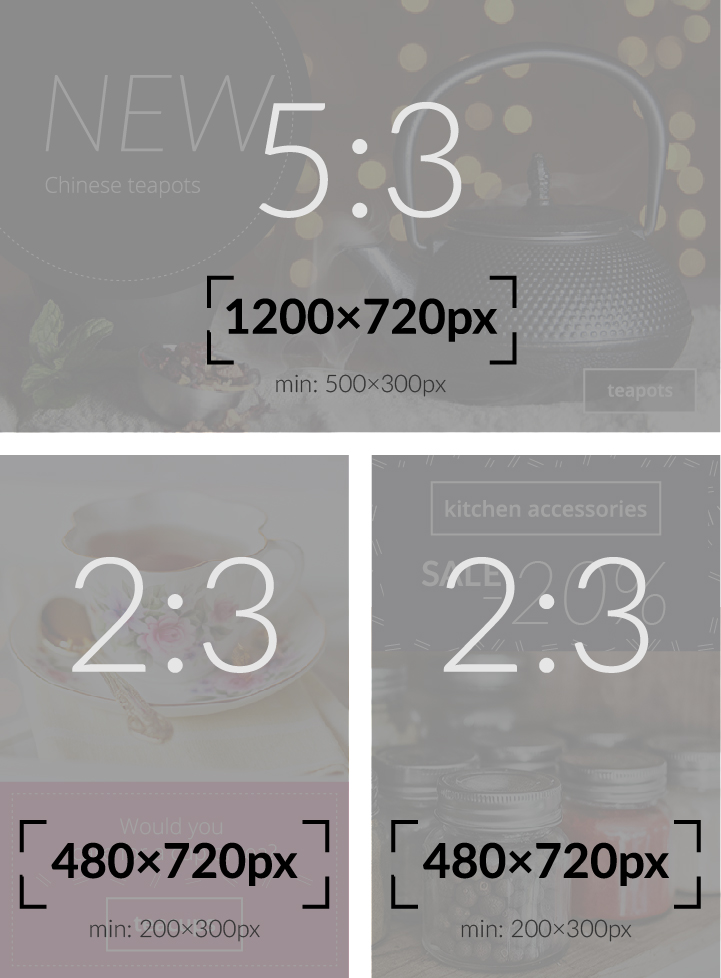 NEW
Chinese teapots
5:3
1200×720px
min: 500×300px
teapots
2:3
Would you
480×720px
min: 200×300px
kitchen accessories
SALE
-20%
2:3
480×720px
min: 200×300px